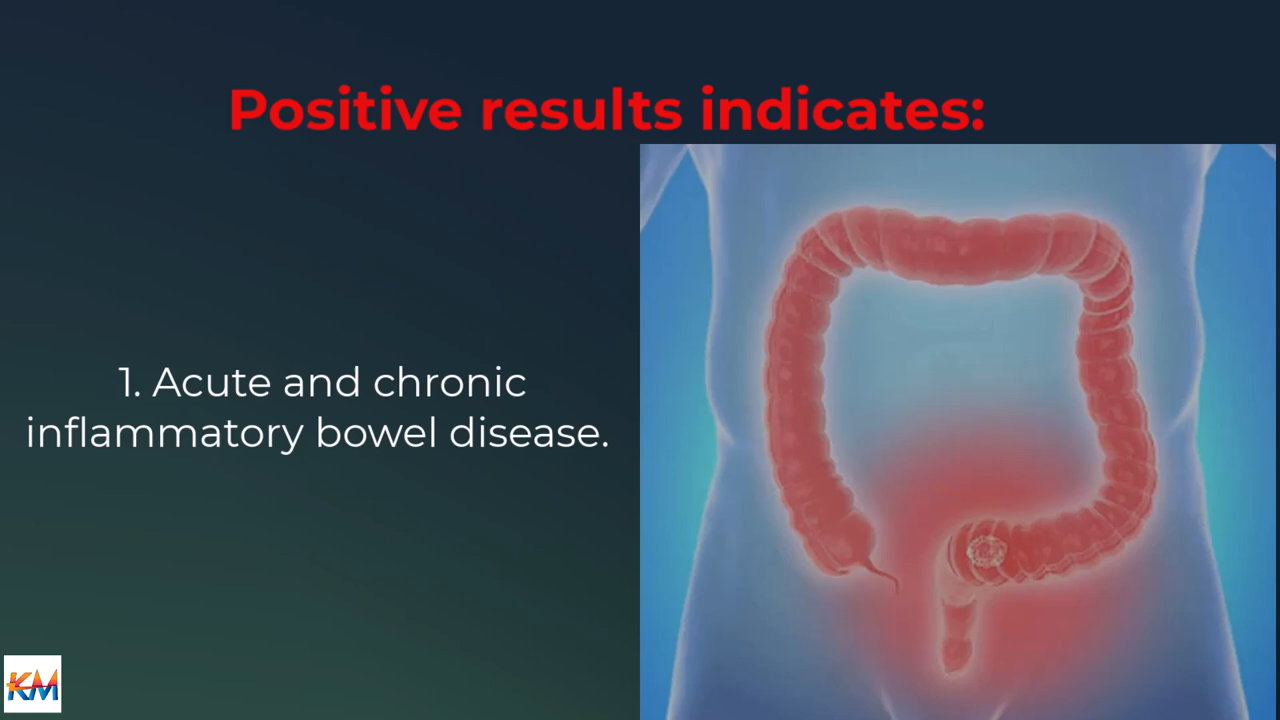 Positive results indicates:
1. Acute and chronic
inflammatory bowel disease.
KM